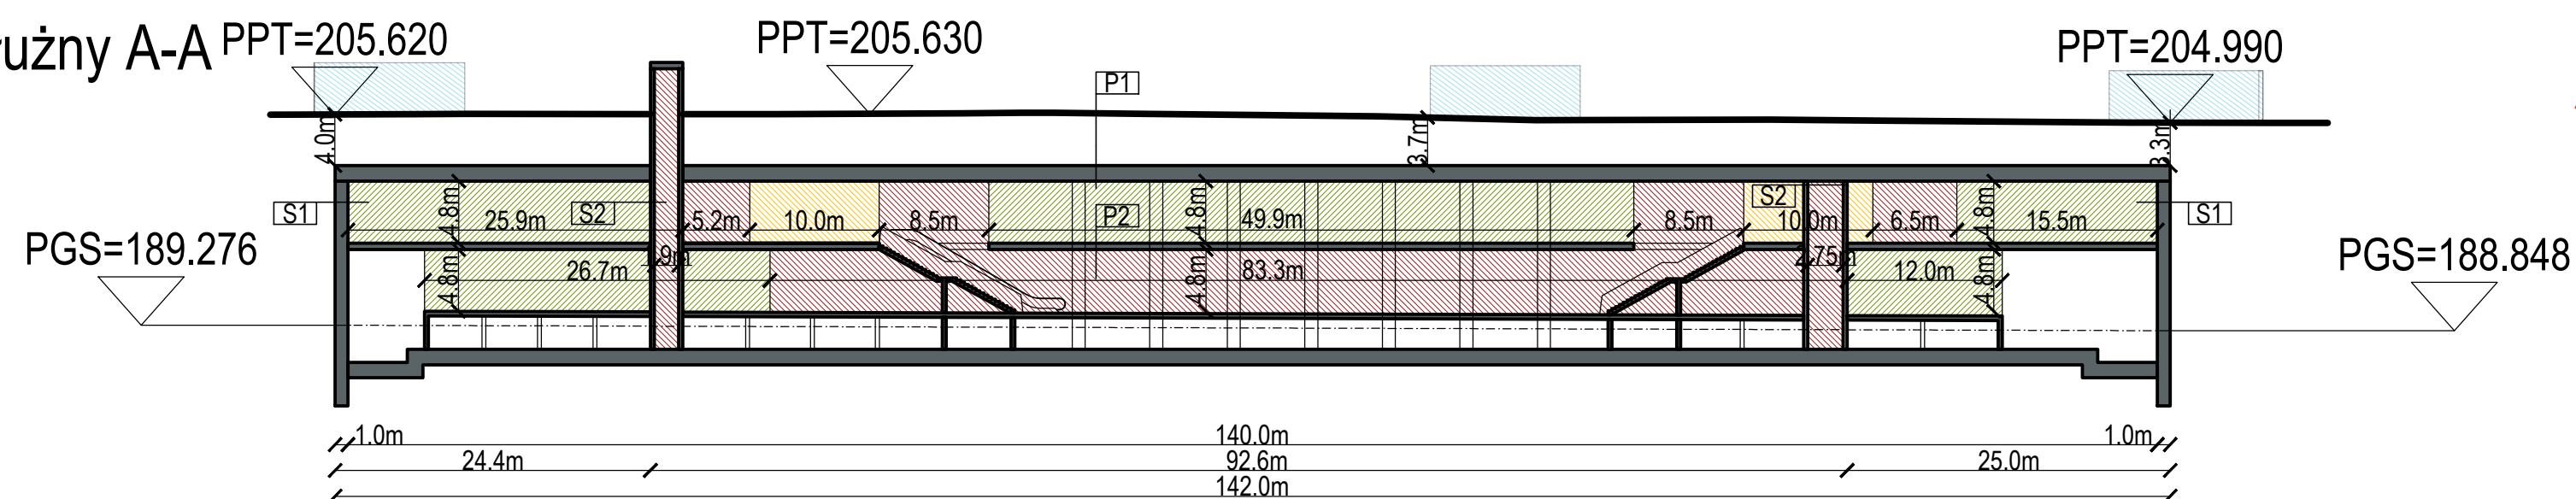 użny A-A
PPT=205.620
PPT=205.630
PPT=204.990
P1
4.0m
3.7m
3.3m
S1
4.8m
25.9m
S2
5.2m
10.0m
8.5m
P2
4.8m
49.9m
8.5m
S2
10.0m
6.5m
4.8m
15.5m
S1
PGS=189.276
4.8m
26.7m
9m
4.8m
83.3m
2.75m
12.0m
4.8m
PGS=188.848
1.0m
140.0m
1.0m
24.4m
92.6m
25.0m
142.0m